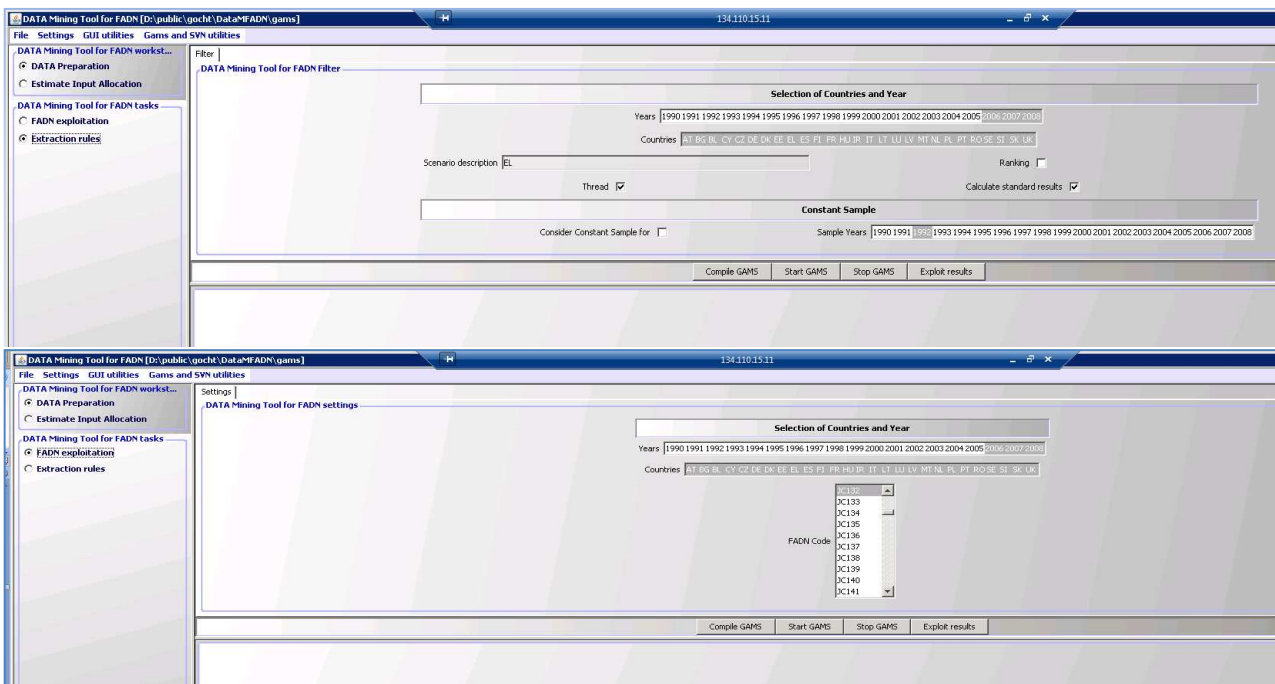 DATA Mining Tool for FADN [D:\public\gocht\DataMFADN\gams] 134.110.15.11
File Settings GUI utilities Gams and SVN utilities
DATA Mining Tool for FADN workst...
DATA Preparation
Estimate Input Allocation
DATA Mining Tool for FADN tasks
FADN exploitation
Extraction rules
Filter
DATA Mining Tool for FADN Filter
Selection of Countries and Year
Years 1990 1991 1992 1993 1994 1995 1996 1997 1998 1999 2000 2001 2002 2003 2004 2005 2006 2007 2008
Countries AT BG BL CY CZ DE DK EE EL ES FI FR HU IR IT LT LU LV MT NL PL PT RO SE SI SK UK
Scenario description EL Ranking
Thread Calculate standard results
Constant Sample
Consider Constant Sample for Sample Years 1990 1991 1992 1993 1994 1995 1996 1997 1998 1999 2000 2001 2002 2003 2004 2005 2006 2007 2008
Compile GAMS Start GAMS Stop GAMS Exploit results
DATA Mining Tool for FADN [D:\public\gocht\DataMFADN\gams] 134.110.15.11
File Settings GUI utilities Gams and SVN utilities
DATA Mining Tool for FADN workst...
DATA Preparation
Estimate Input Allocation
DATA Mining Tool for FADN tasks
FADN exploitation
Extraction rules
Settings
DATA Mining Tool for FADN settings
Selection of Countries and Year
Years 1990 1991 1992 1993 1994 1995 1996 1997 1998 1999 2000 2001 2002 2003 2004 2005 2006 2007 2008
Countries AT BG BL CY CZ DE DK EE EL ES FI FR HU IR IT LT LU LV MT NL PL PT RO SE SI SK UK
FADN Code
JC132
JC133
JC134
JC135
JC136
JC137
JC138
JC139
JC140
JC141
Compile GAMS Start GAMS Stop GAMS Exploit results